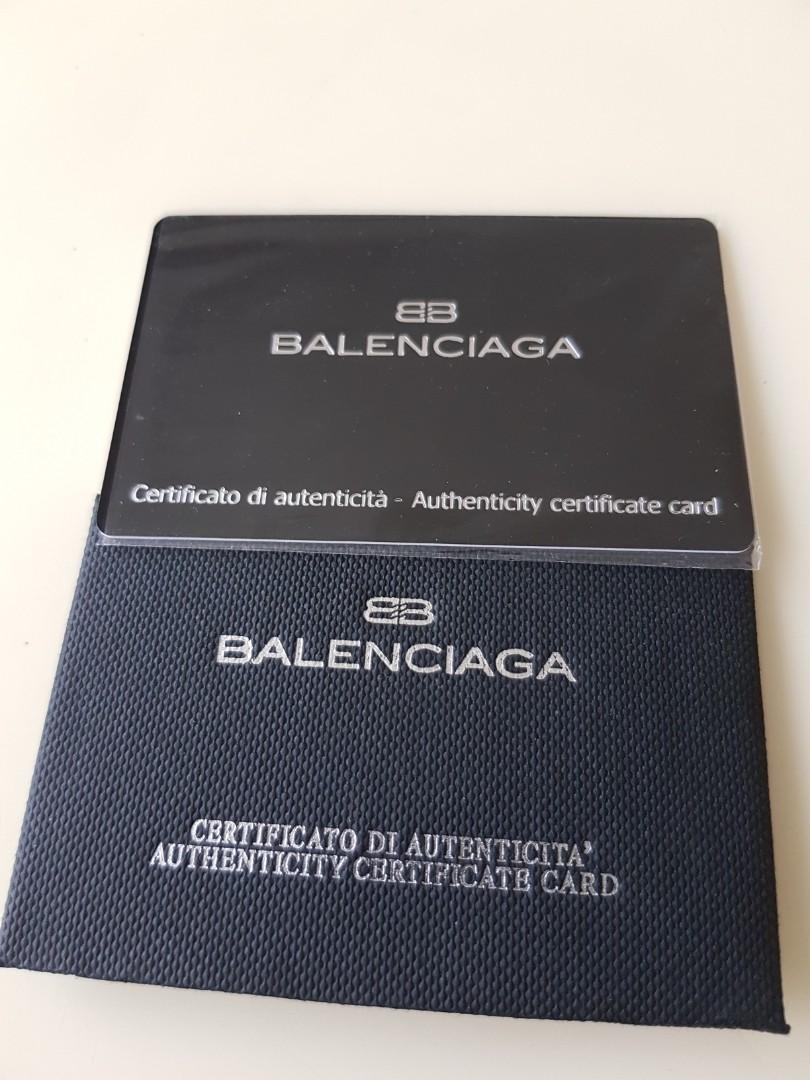 BB
BALENCIAGA
Certificato di autenticità - Authenticity certificate card
BB
BALENCIAGA
CERTIFICATO DI AUTENTICITA'
AUTHENTICITY CERTIFICATE CARD